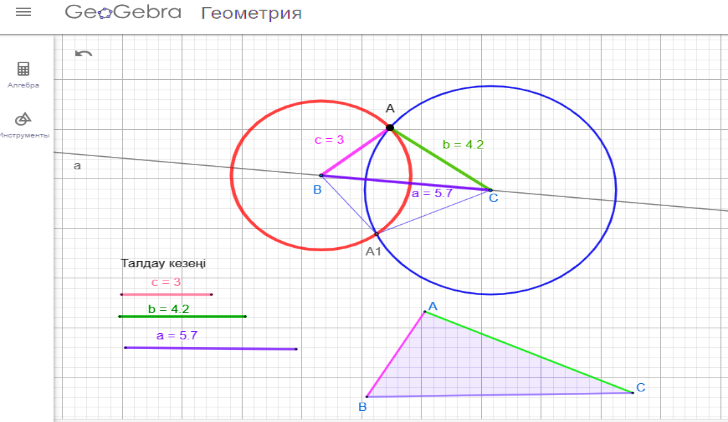 GeoGebra Геометрия
Алгебра
Инструменты
a
A
c = 3
b = 4.2
B
a = 5.7
C
A1
Талдау кезеңі
c = 3
b = 4.2
a = 5.7
A
B
C